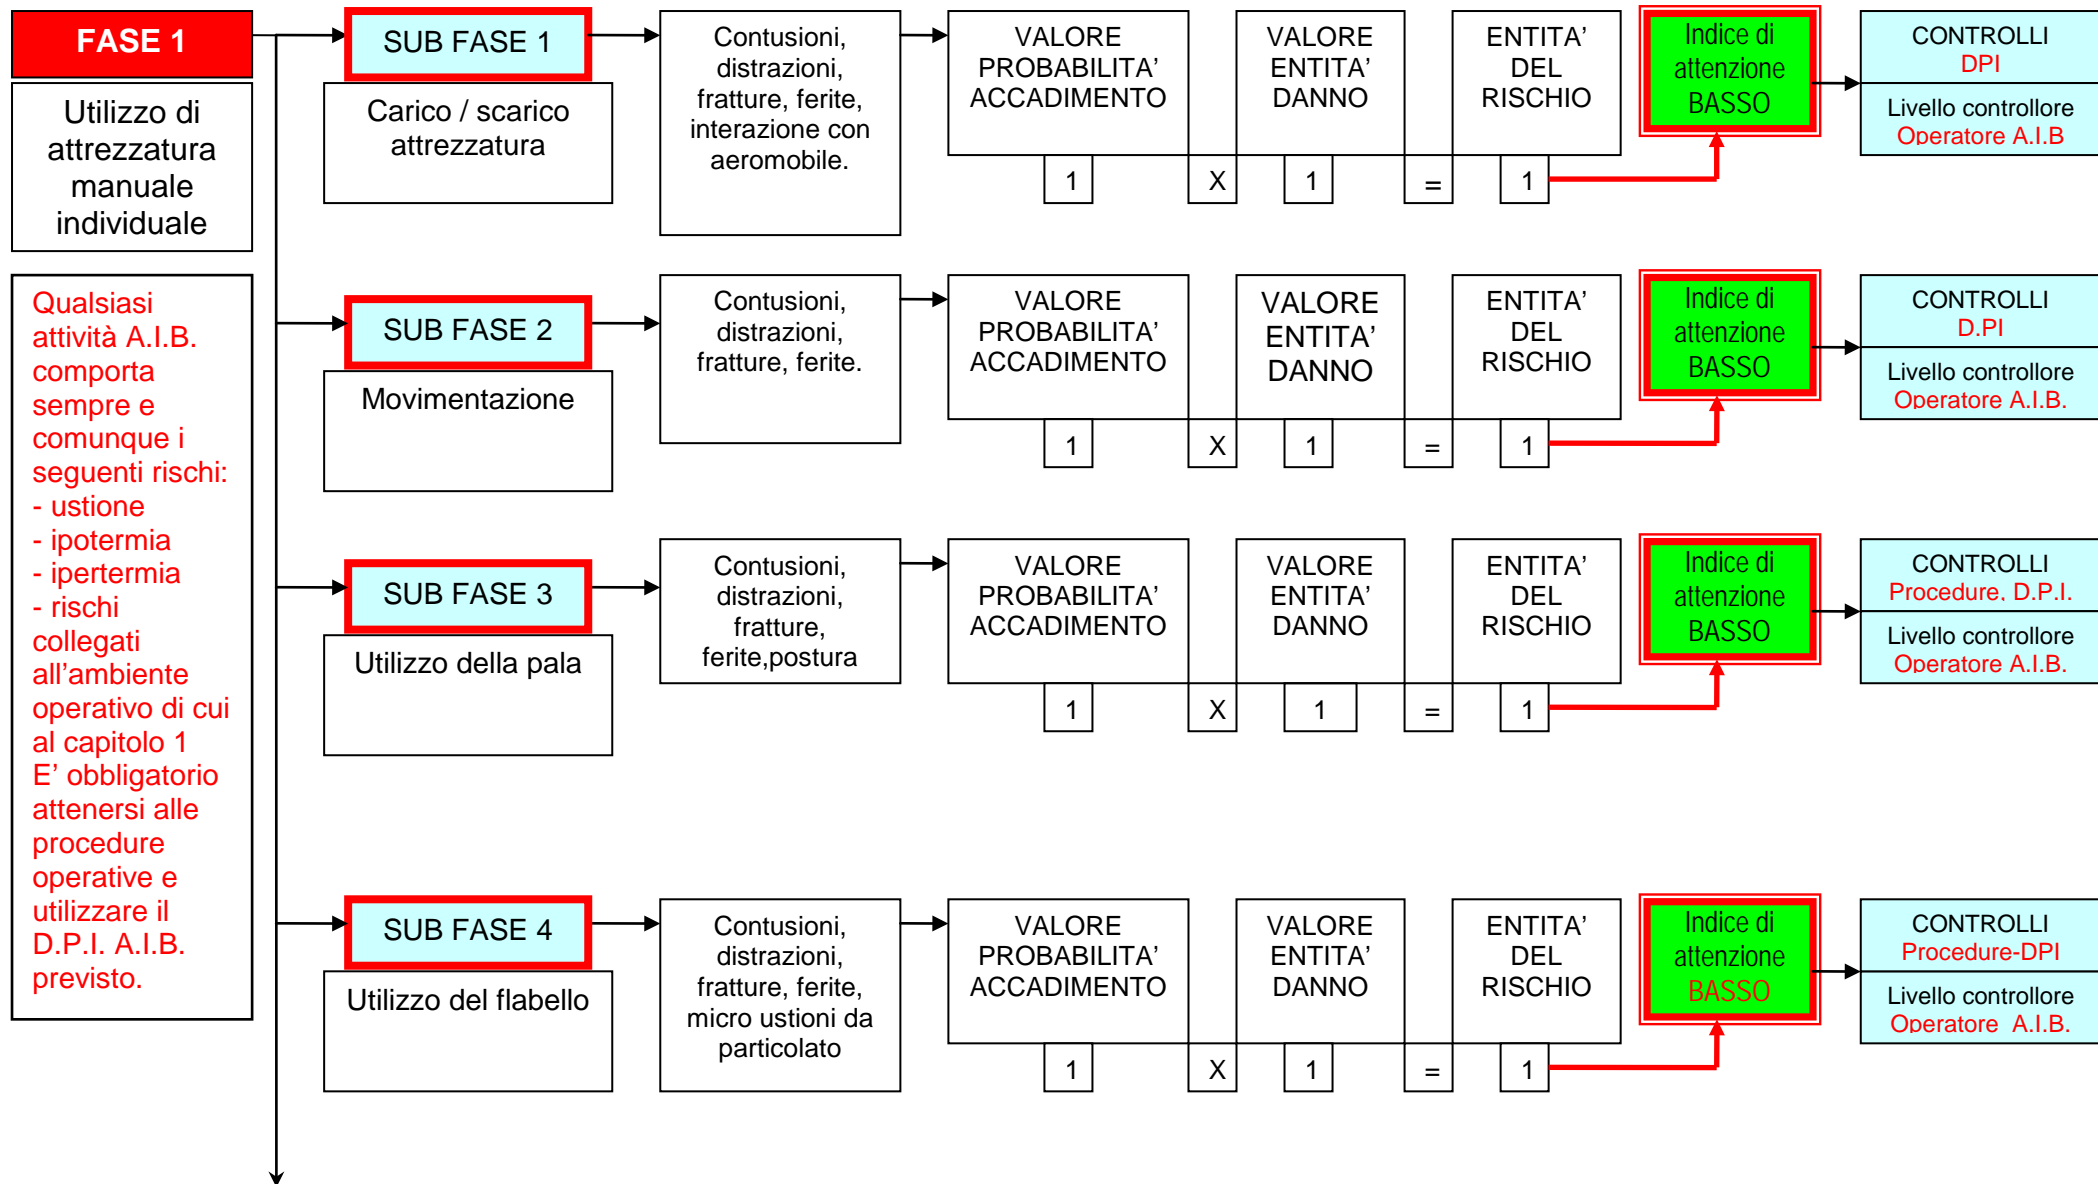 FASE 1
Utilizzo di
attrezzatura
manuale
individuale
Qualsiasi
attività A.I.B.
comporta
sempre e
comunque i
seguenti rischi:
- ustione
- ipotermia
- ipertermia
- rischi
collegati
all’ambiente
operativo di cui
al capitolo 1
E’ obbligatorio
attenersi alle
procedure
operative e
utilizzare il
D.P.I. A.I.B.
previsto.
SUB FASE 1
Carico / scarico
attrezzatura
Contusioni,
distrazioni,
fratture, ferite,
interazione con
aeromobile.
VALORE
PROBABILITA’
ACCADIMENTO
1
X
VALORE
ENTITA’
DANNO
1
=
ENTITA’
DEL
RISCHIO
1
Indice di
attenzione
BASSO
CONTROLLI
DPI
Livello controllore
Operatore A.I.B
SUB FASE 2
Movimentazione
Contusioni,
distrazioni,
fratture, ferite.
VALORE
PROBABILITA’
ACCADIMENTO
1
X
VALORE
ENTITA’
DANNO
1
=
ENTITA’
DEL
RISCHIO
1
Indice di
attenzione
BASSO
CONTROLLI
D.PI
Livello controllore
Operatore A.I.B.
SUB FASE 3
Utilizzo della pala
Contusioni,
distrazioni,
fratture,
ferite,postura
VALORE
PROBABILITA’
ACCADIMENTO
1
X
VALORE
ENTITA’
DANNO
1
=
ENTITA’
DEL
RISCHIO
1
Indice di
attenzione
BASSO
CONTROLLI
Procedure. D.P.I.
Livello controllore
Operatore A.I.B.
SUB FASE 4
Utilizzo del flabello
Contusioni,
distrazioni,
fratture, ferite,
micro ustioni da
particolato
VALORE
PROBABILITA’
ACCADIMENTO
1
X
VALORE
ENTITA’
DANNO
1
=
ENTITA’
DEL
RISCHIO
1
Indice di
attenzione
BASSO
CONTROLLI
Procedure-DPI
Livello controllore
Operatore A.I.B.